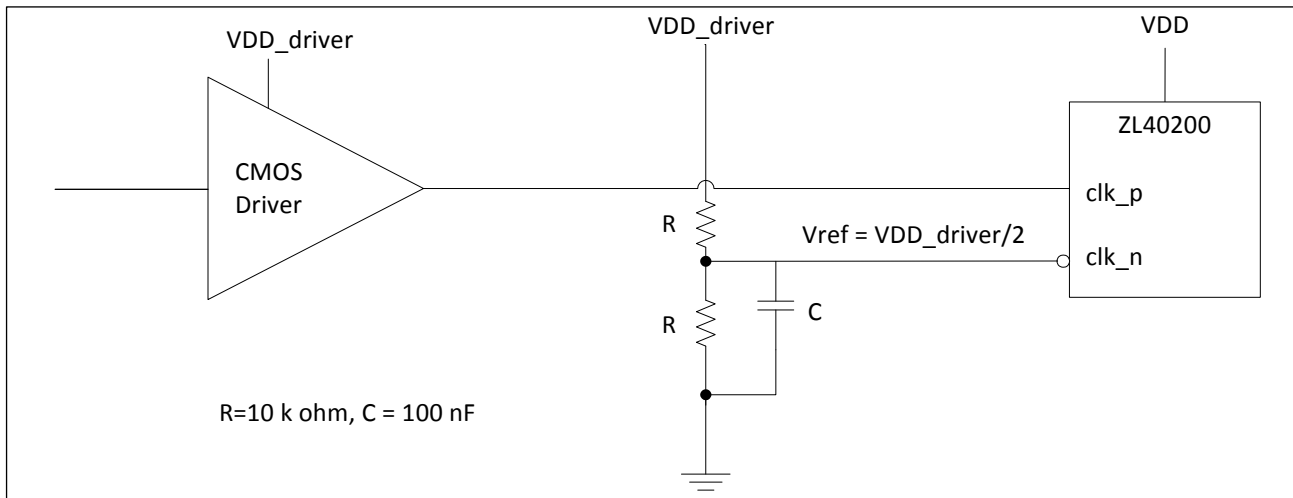 VDD_driver
VDD_driver
VDD
CMOS
Driver
ZL40200
clk_p
R
Vref = VDD_driver/2
clk_n
R
C
R=10 k ohm, C = 100 nF